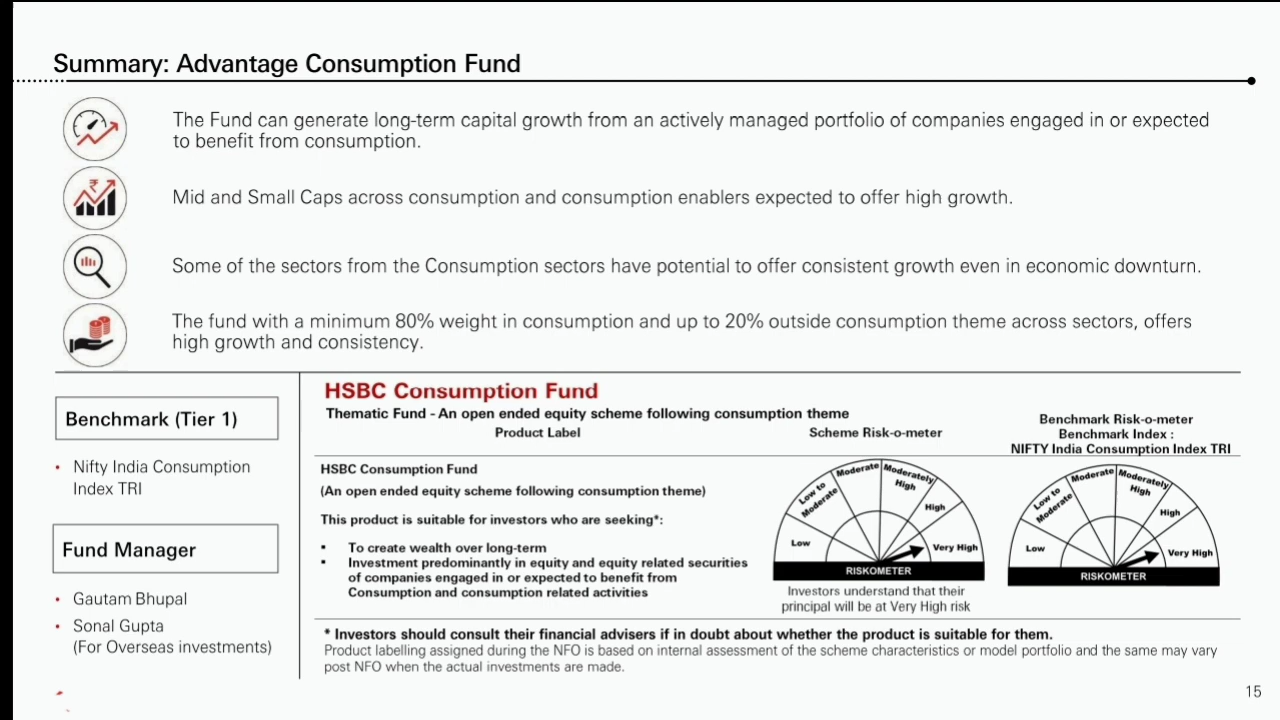 Summary: Advantage Consumption Fund
The Fund can generate long-term capital growth from an actively managed portfolio of companies engaged in or expected
to benefit from consumption.
Mid and Small Caps across consumption and consumption enablers expected to offer high growth.
Some of the sectors from the Consumption sectors have potential to offer consistent growth even in economic downturn.
The fund with a minimum 80% weight in consumption and up to 20% outside consumption theme across sectors, offers
high growth and consistency.
Benchmark (Tier 1)
• Nifty India Consumption
Index TRI
Fund Manager
• Gautam Bhupal
• Sonal Gupta
(For Overseas investments)
HSBC Consumption Fund
Thematic Fund - An open ended equity scheme following consumption theme
Product Label
HSBC Consumption Fund
(An open ended equity scheme following consumption theme)
This product is suitable for investors who are seeking*:
▪ To create wealth over long-term
▪ Investment predominantly in equity and equity related securities
of companies engaged in or expected to benefit from
Consumption and consumption related activities
Scheme Risk-o-meter
Low
Low to
Moderate
Moderate
Moderately
High
High
Very High
RISKOMETER
Investors understand that their
principal will be at Very High risk
Benchmark Risk-o-meter
Benchmark Index :
NIFTY India Consumption Index TRI
Low
Low to
Moderate
Moderate
Moderately
High
High
Very High
RISKOMETER
* Investors should consult their financial advisers if in doubt about whether the product is suitable for them.
Product labelling assigned during the NFO is based on internal assessment of the scheme characteristics or model portfolio and the same may vary
post NFO when the actual investments are made.
15